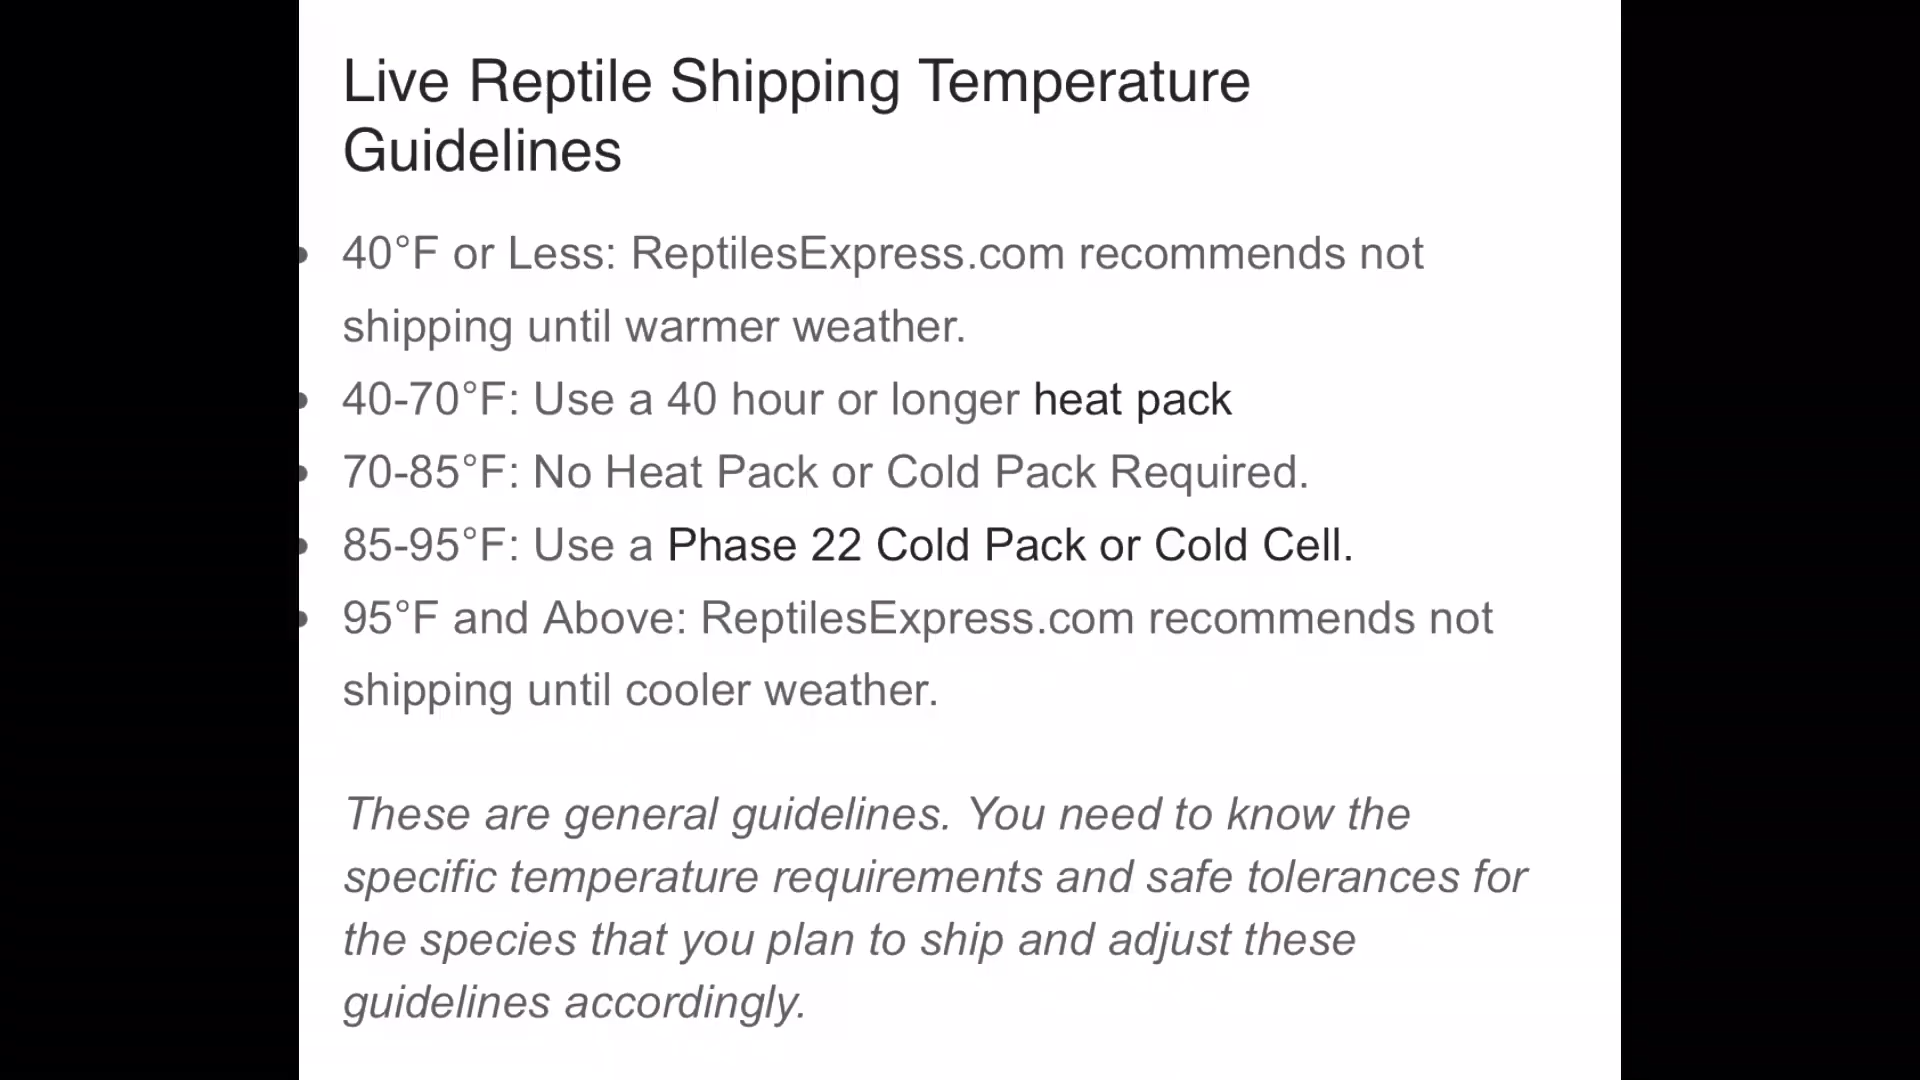 Live Reptile Shipping Temperature
Guidelines
• 40°F or Less: ReptilesExpress.com recommends not
shipping until warmer weather.
• 40-70°F: Use a 40 hour or longer heat pack
• 70-85°F: No Heat Pack or Cold Pack Required.
• 85-95°F: Use a Phase 22 Cold Pack or Cold Cell.
• 95°F and Above: ReptilesExpress.com recommends not
shipping until cooler weather.
These are general guidelines. You need to know the
specific temperature requirements and safe tolerances for
the species that you plan to ship and adjust these
guidelines accordingly.